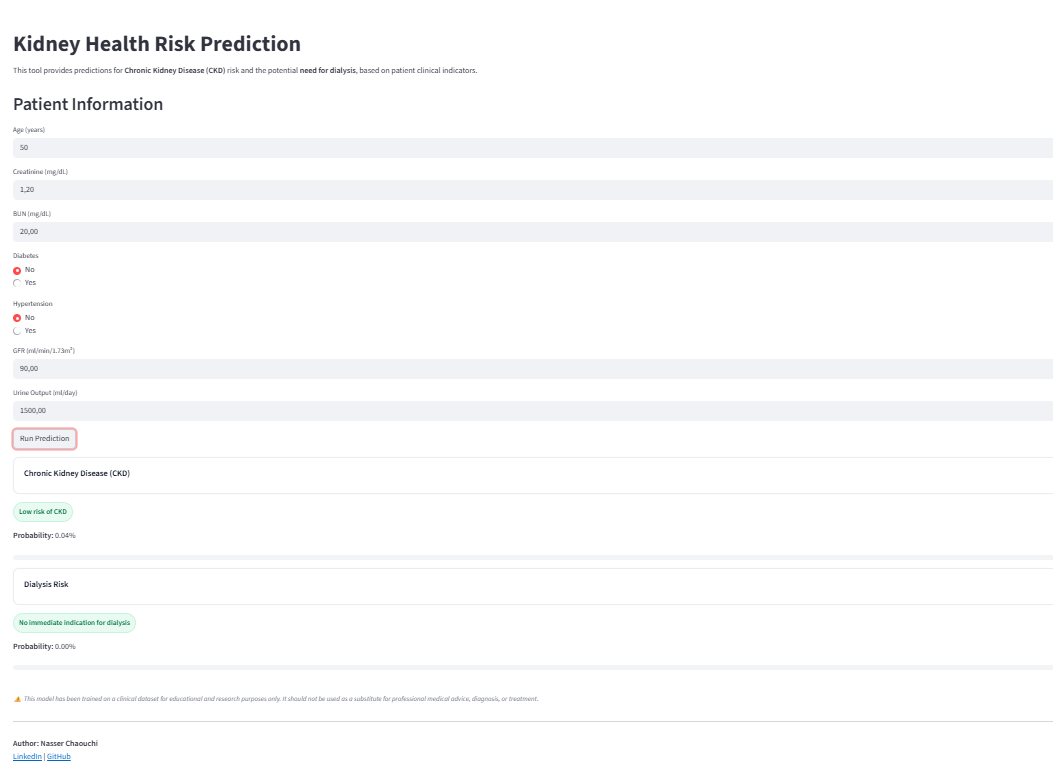 Kidney Health Risk Prediction
This tool provides predictions for Chronic Kidney Disease (CKD) risk and the potential need for dialysis, based on patient clinical indicators.
Patient Information
Age (years)
50
Creatinine (mg/dL)
1,20
BUN (mg/dL)
20,00
Diabetes
No
Yes
Hypertension
No
Yes
GFR (ml/min/1.73m²)
90,00
Urine Output (ml/day)
1500,00
Run Prediction
Chronic Kidney Disease (CKD)
Low risk of CKD
Probability: 0.04%
Dialysis Risk
No immediate indication for dialysis
Probability: 0.00%
⚠️ This model has been trained on a clinical dataset for educational and research purposes only. It should not be used as a substitute for professional medical advice, diagnosis, or treatment.
Author: Nasser Chaouchi
LinkedIn | GitHub